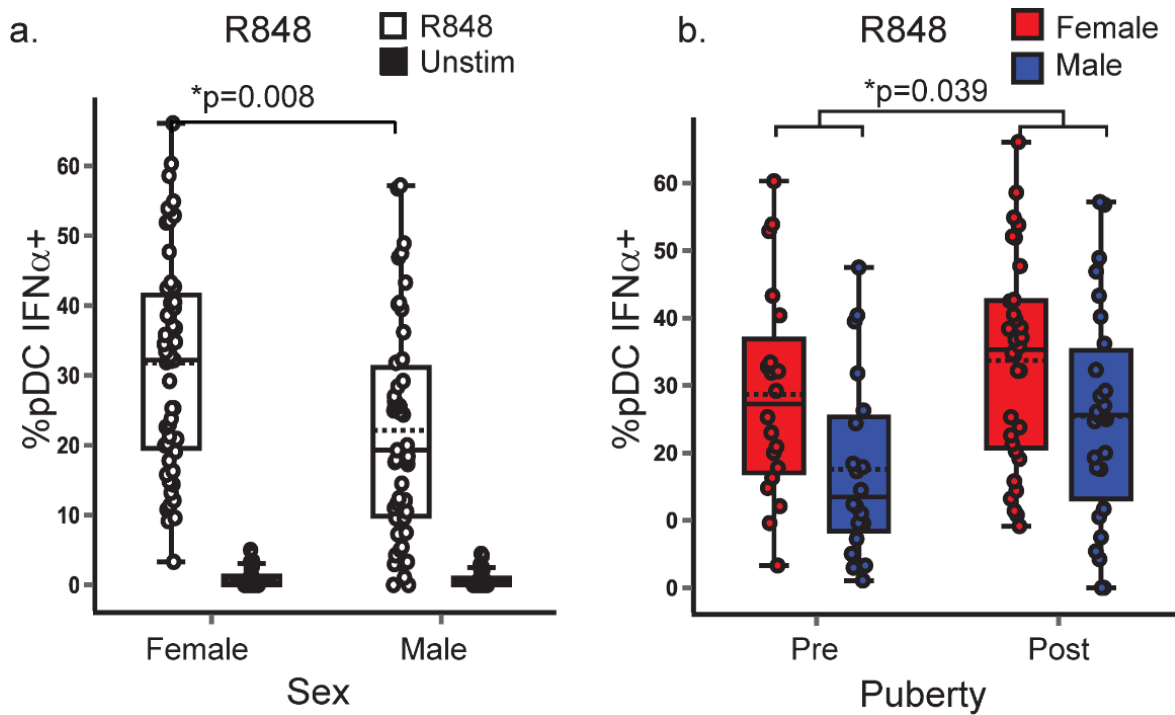 a.
R848
R848
Unstim
*p=0.008
60
50
40
30
20
10
0
%pDC IFNα+
Female
Male
Sex
b.
R848
Female
Male
*p=0.039
60
50
40
30
20
0
0
%pDC IFNα+
Pre
Post
Puberty